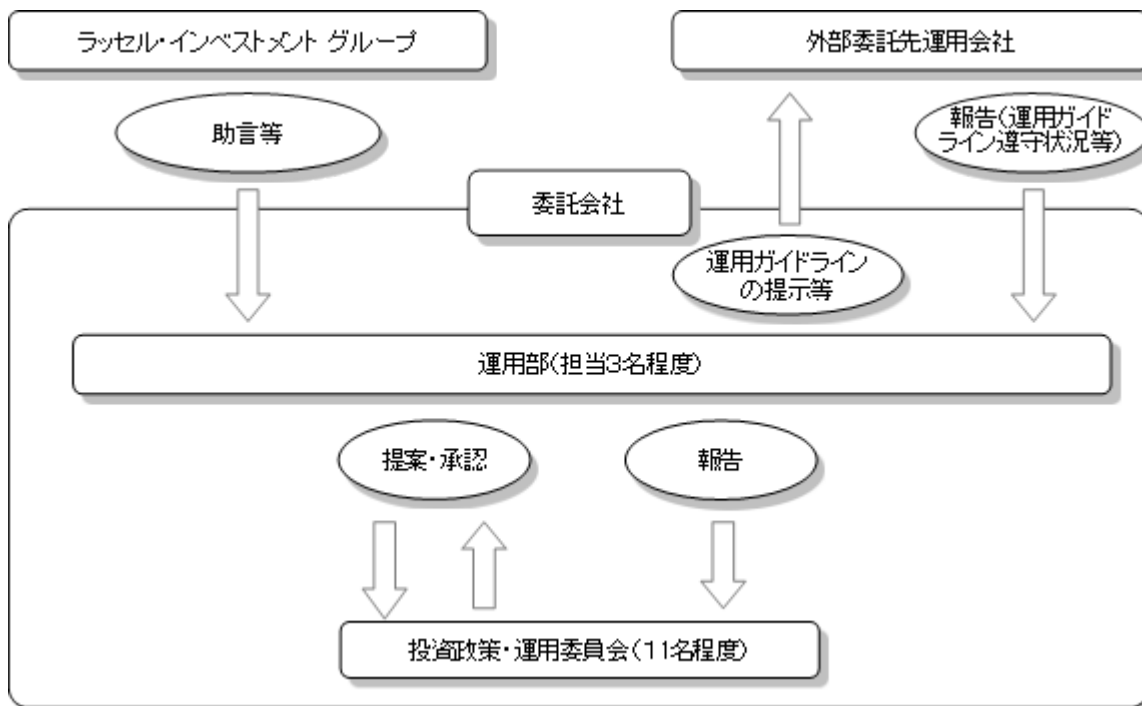 ラッセル・インベストメント グループ
外部委託先運用会社
助言等
報告(運用ガイド
ライン遵守状況等)
委託会社
運用ガイドライン
の提示等
運用部(担当3名程度)
提案・承認
報告
投資政策・運用委員会(11名程度)